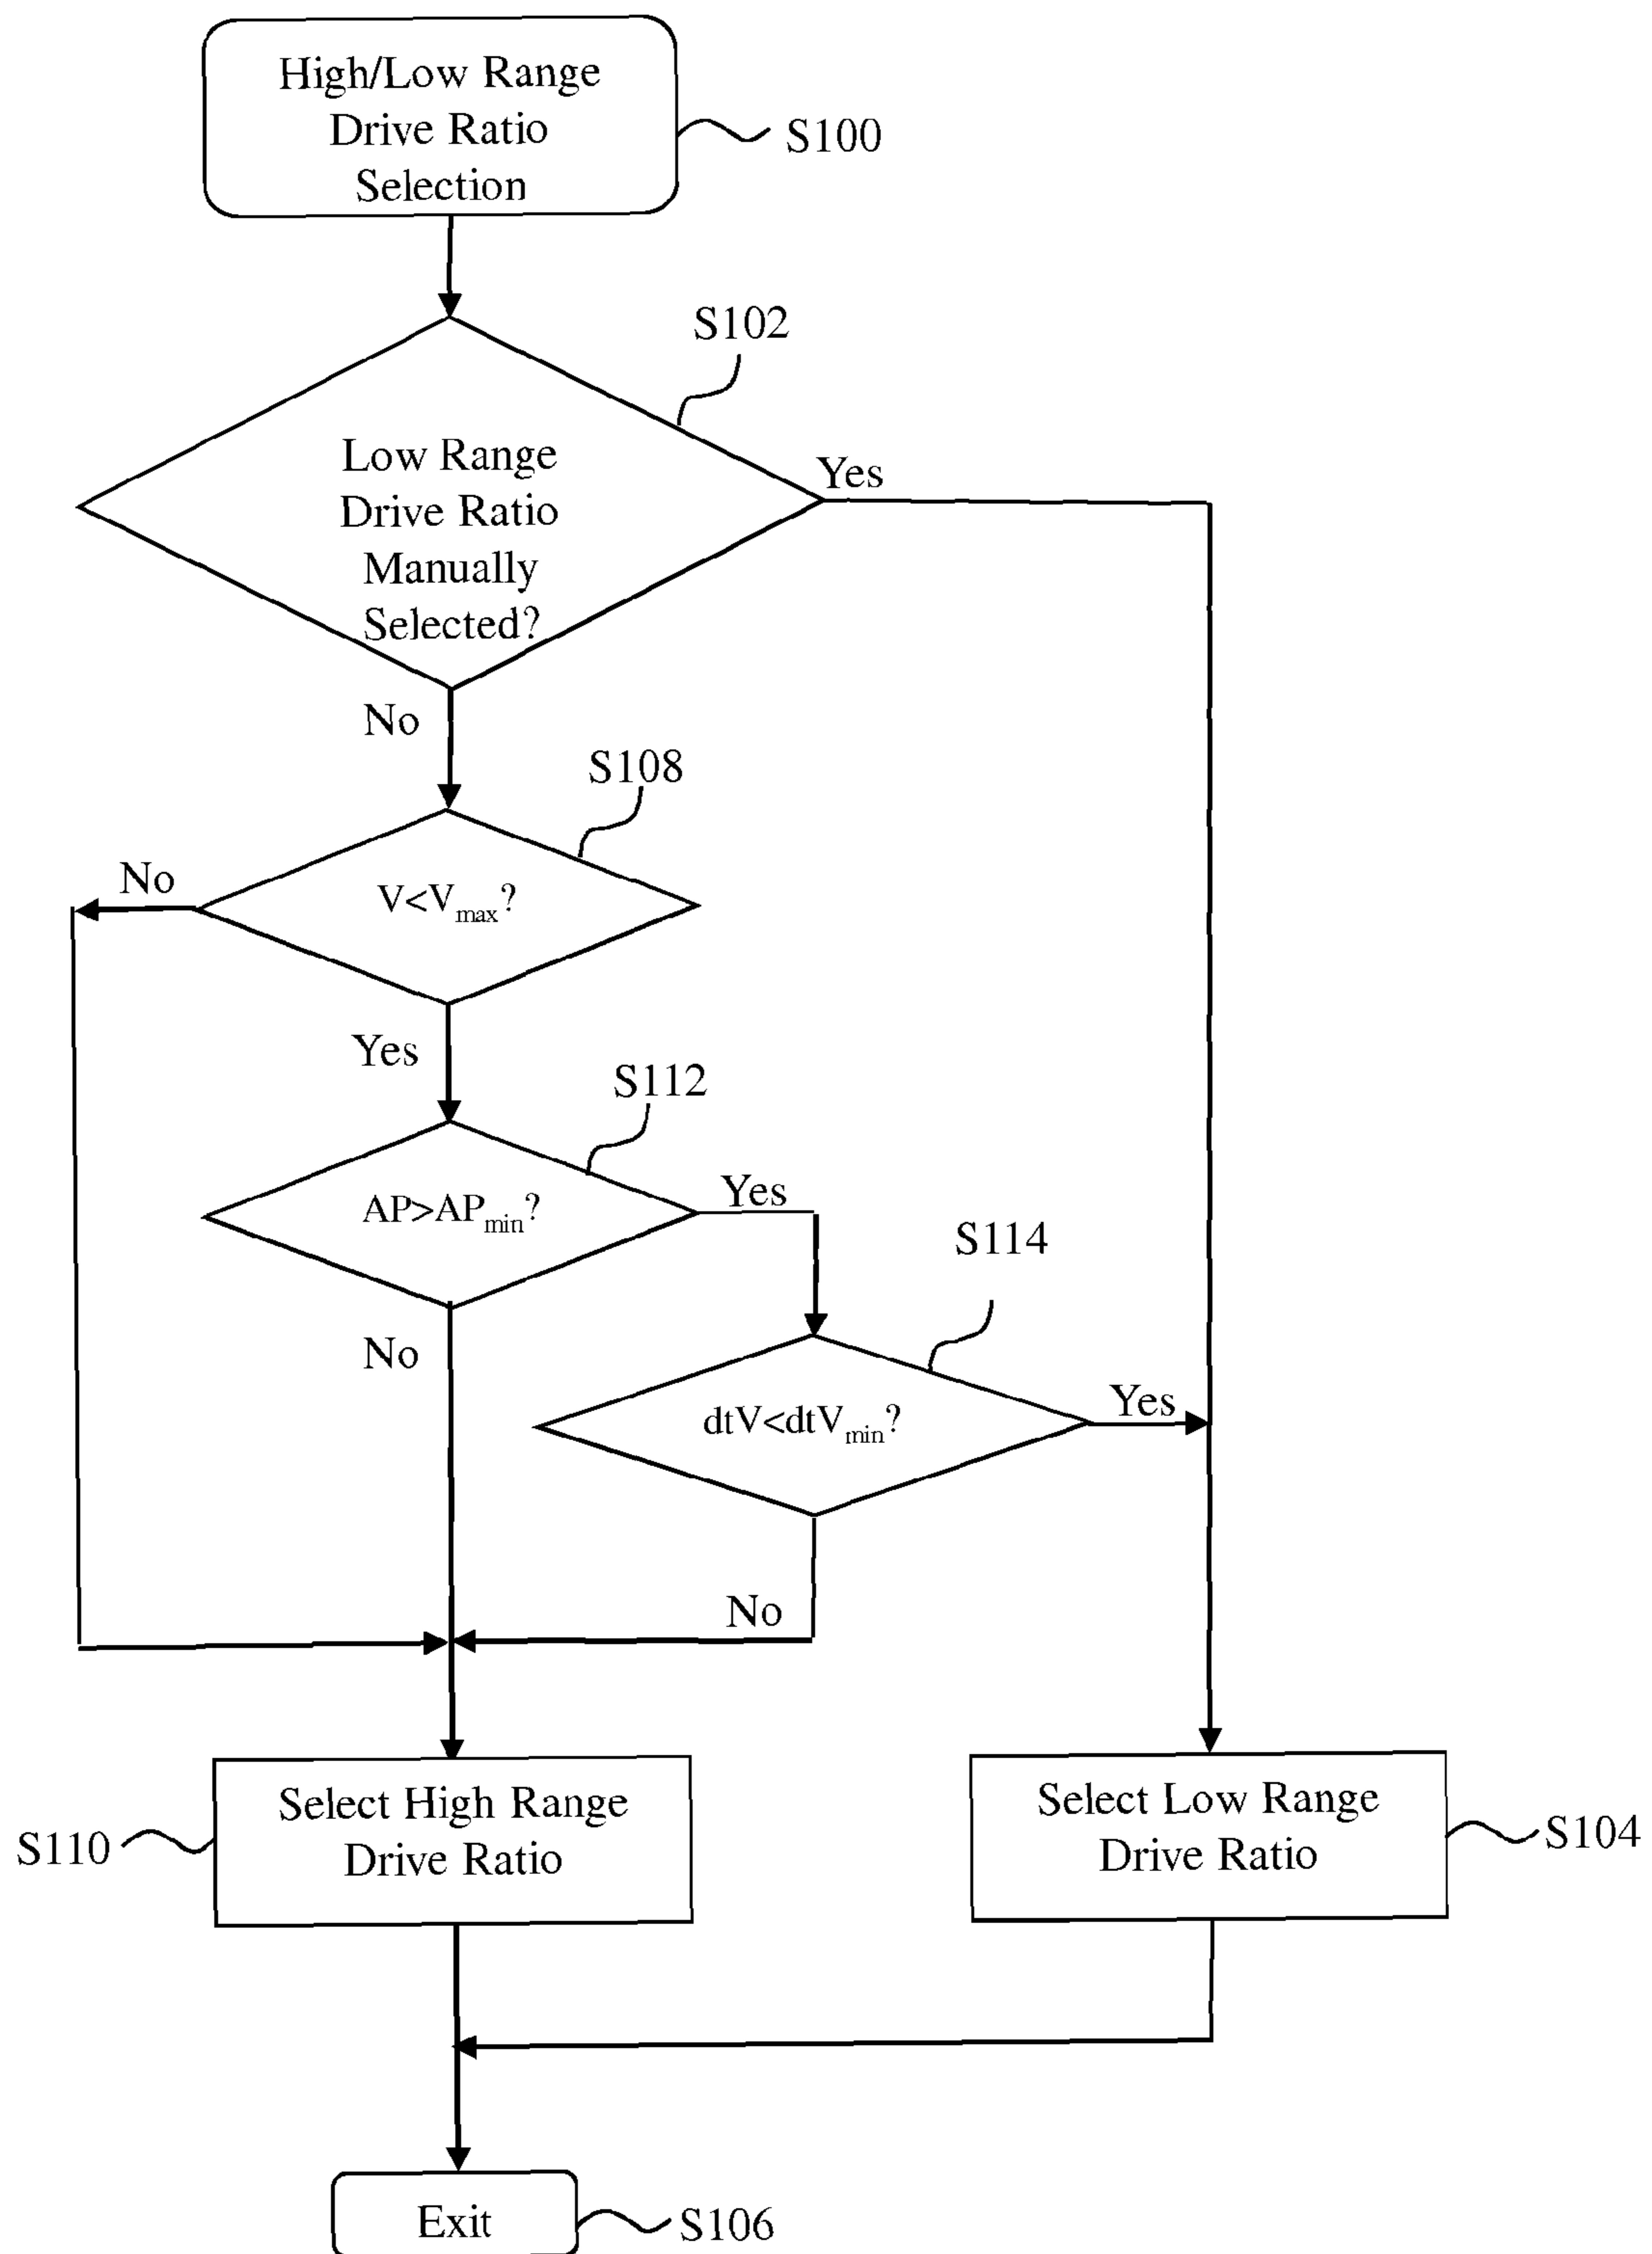 High/Low Range
Drive Ratio
Selection
S100
S102
Low Range
Drive Ratio
Manually
Selected?
Yes
No
S108
No
V<Vmax?
Yes
S112
AP>APmin?
Yes
S114
No
dtV<dtVmin?
Yes
No
Select High Range
Drive Ratio
S110
Select Low Range
Drive Ratio
S104
Exit
S106